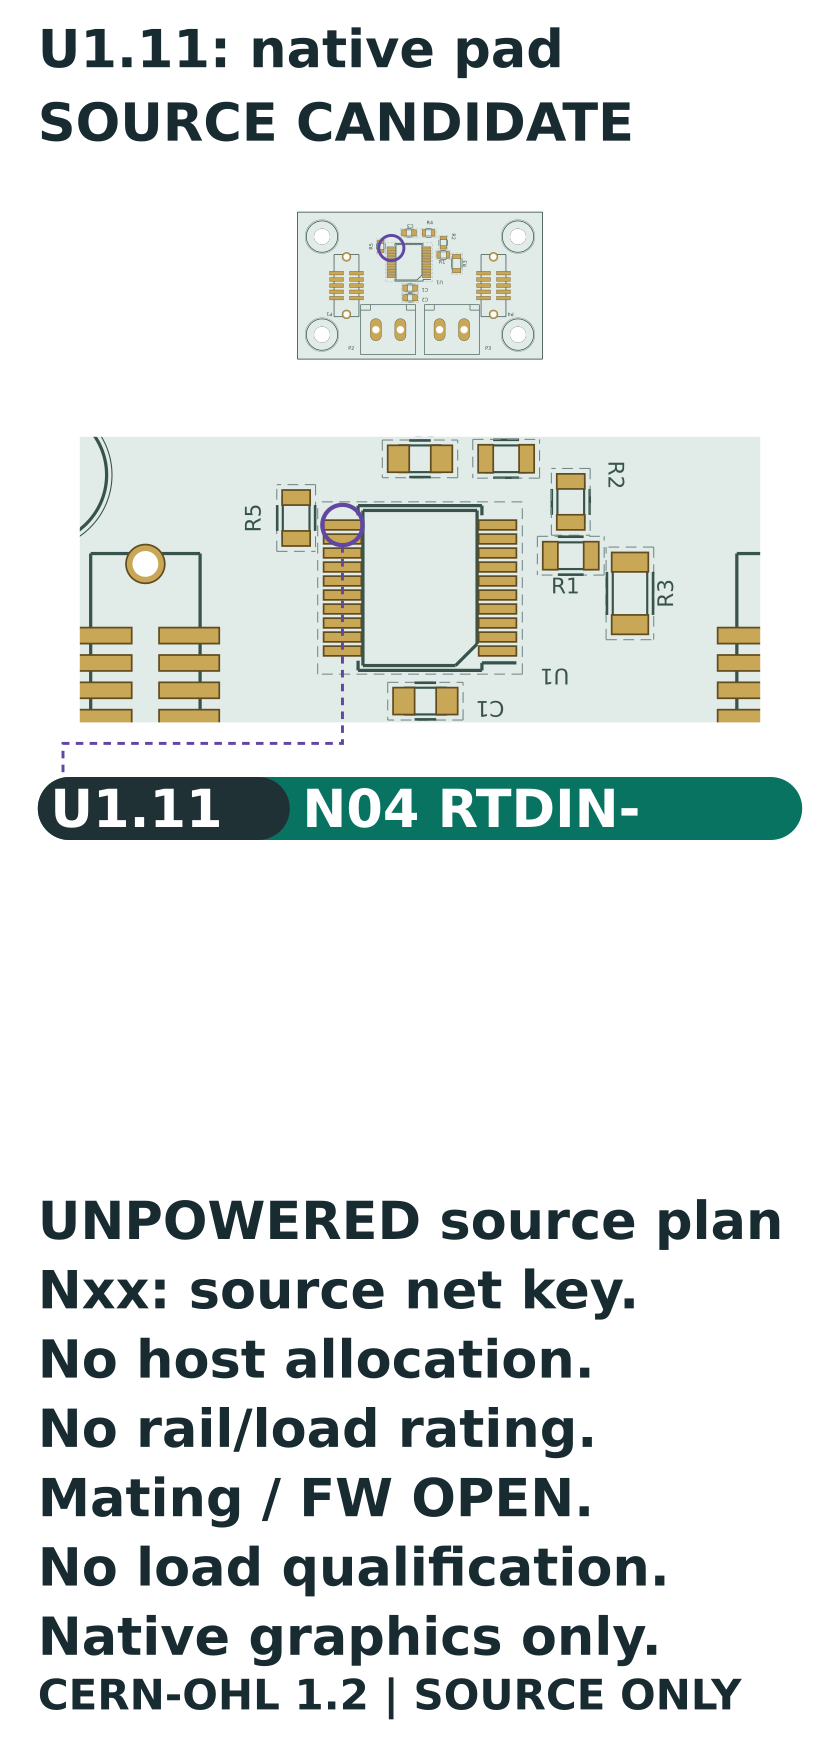 U1.11: native pad
SOURCE CANDIDATE
R5
R2
R1
R3
U1
C1
U1.11
N04 RTDIN-
UNPOWERED source plan
Nxx: source net key.
No host allocation.
No rail/load rating.
Mating / FW OPEN.
No load qualification.
Native graphics only.
CERN-OHL 1.2 | SOURCE ONLY